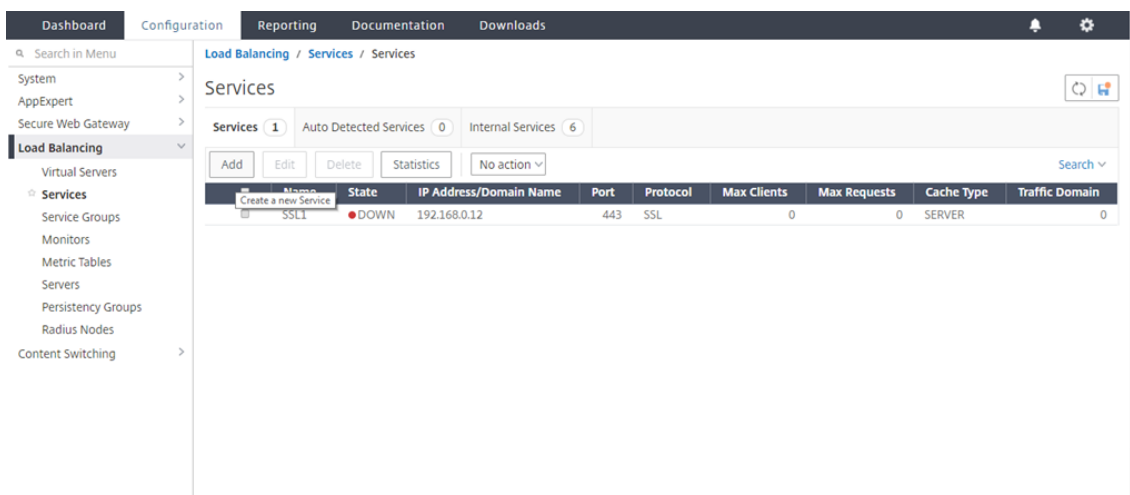 Dashboard Configuration Reporting Documentation Downloads
Search in Menu
System
AppExpert
Secure Web Gateway
Load Balancing
Virtual Servers
Services
Service Groups
Monitors
Metric Tables
Servers
Persistency Groups
Radius Nodes
Content Switching
Load Balancing / Services / Services
Services
Services 1 Auto Detected Services 0 Internal Services 6
Add Edit Delete Statistics No action Search
Name State IP Address/Domain Name Port Protocol Max Clients Max Requests Cache Type Traffic Domain
Create a new Service
SSL1 DOWN 192.168.0.12 443 SSL 0 0 SERVER 0